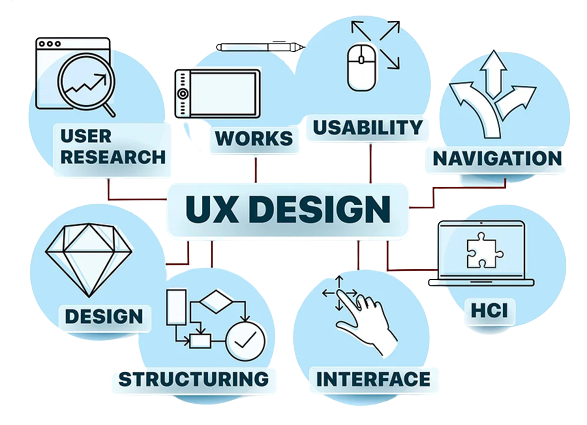 USER
RESEARCH
WORKS
USABILITY
NAVIGATION
UX DESIGN
DESIGN
STRUCTURING
INTERFACE
HCI